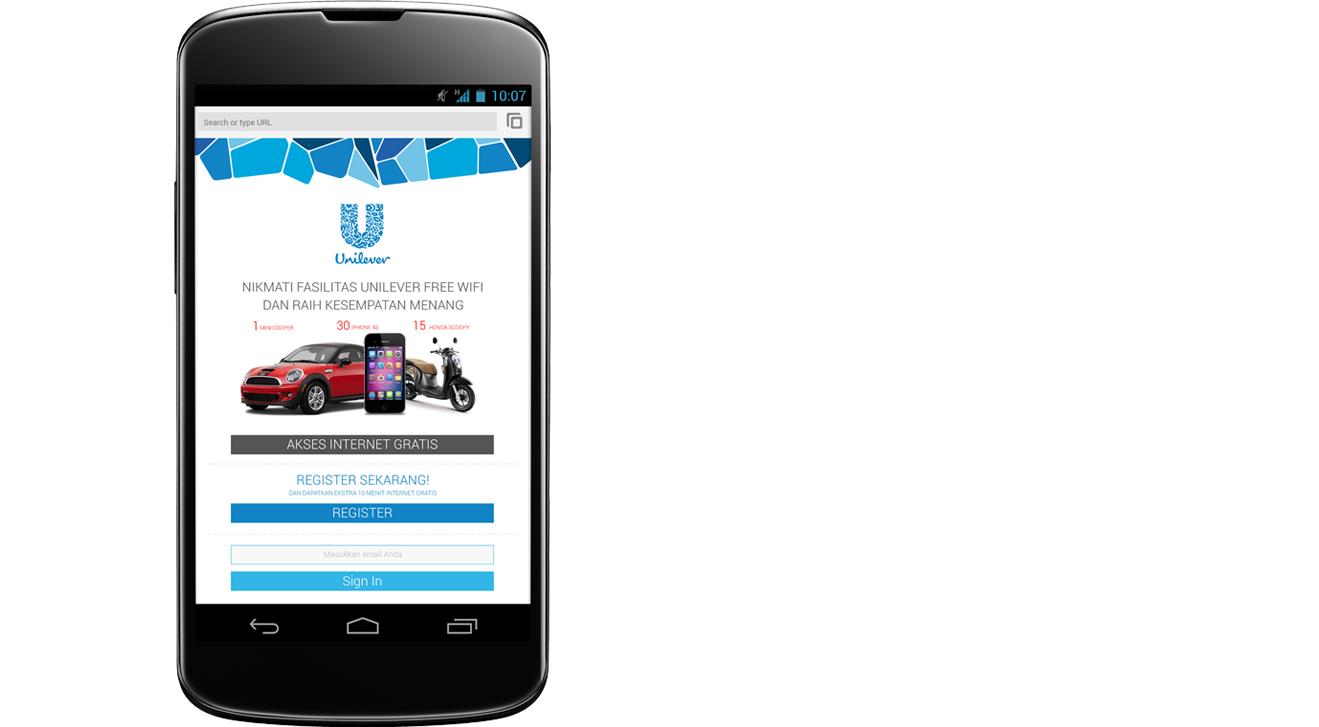 H 10:07
Search or type URL
Unilever
NIKMATI FASILITAS UNILEVER FREE WIFI
DAN RAIH KESEMPATAN MENANG
1 MINI COOPER 30 IPHONE 4S 15 HONDA SCOOPY
AKSES INTERNET GRATIS
REGISTER SEKARANG!
DAN DAPATKAN EKSTRA 10 MENIT INTERNET GRATIS
REGISTER
Masukkan email Anda
Sign In